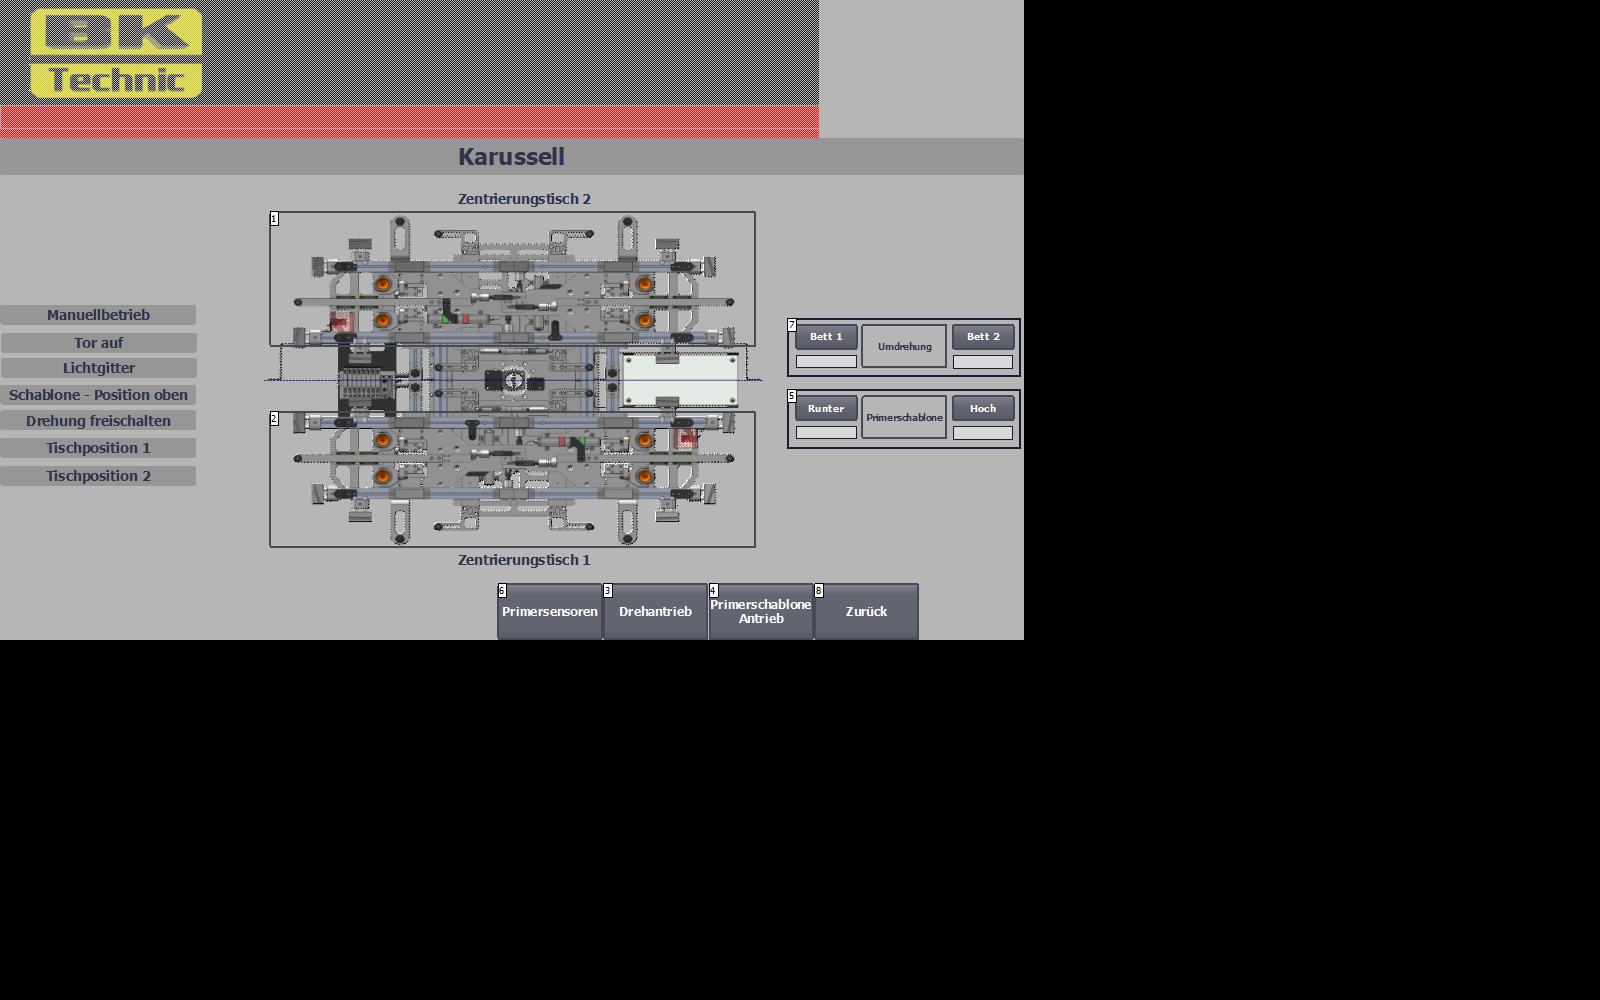 BK
Technic
Karussell
Zentrierungstisch 2
1
Manuellbetrieb
Tor auf
Lichtgitter
Schablone - Position oben
Drehung freischalten
Tischposition 1
Tischposition 2
2
Zentrierungstisch 1
7
Bett 1
Umdrehung
Bett 2
5
Runter
Primerschablone
Hoch
6
Primersensoren
3
Drehantrieb
4
Primerschablone
Antrieb
8
Zurück